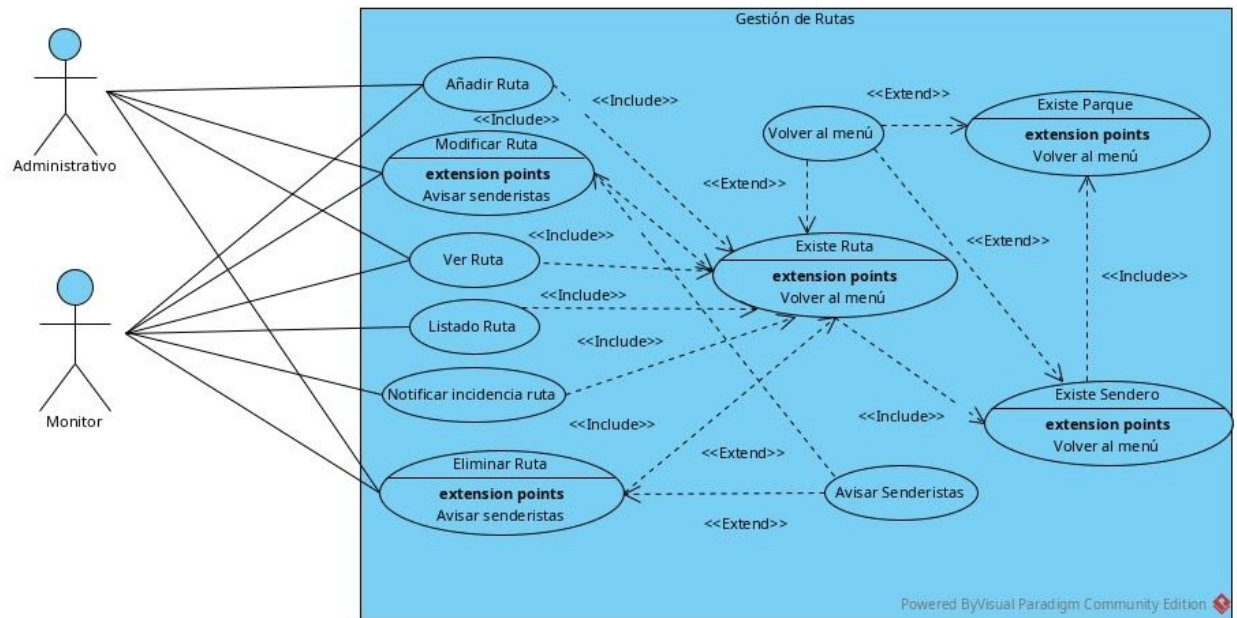 Gestión de Rutas
Administrativo
Monitor
Añadir Ruta
<<Include>>
<<Include>>
Modificar Ruta
extension points
Avisar senderistas
Ver Ruta
<<Include>>
Listado Ruta
<<Include>>
Notificar incidencia ruta
<<Include>>
<<Include>>
Eliminar Ruta
extension points
Avisar senderistas
Volver al menú
<<Extend>>
<<Extend>>
<<Extend>>
Existe Parque
extension points
Volver al menú
Existe Ruta
extension points
Volver al menú
<<Include>>
<<Include>>
Existe Sendero
extension points
Volver al menú
<<Extend>>
Avisar Senderistas
<<Extend>>
Powered ByVisual Paradigm Community Edition